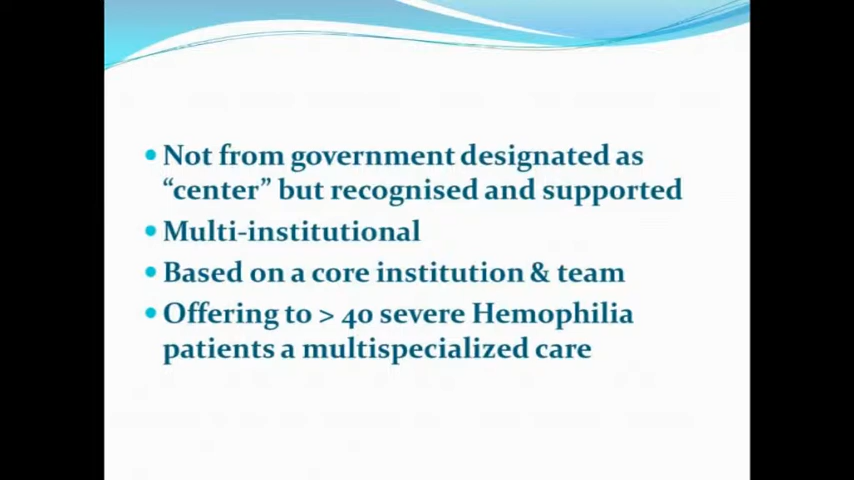 • Not from government designated as
“center” but recognised and supported
• Multi-institutional
• Based on a core institution & team
• Offering to > 40 severe Hemophilia
patients a multispecialized care